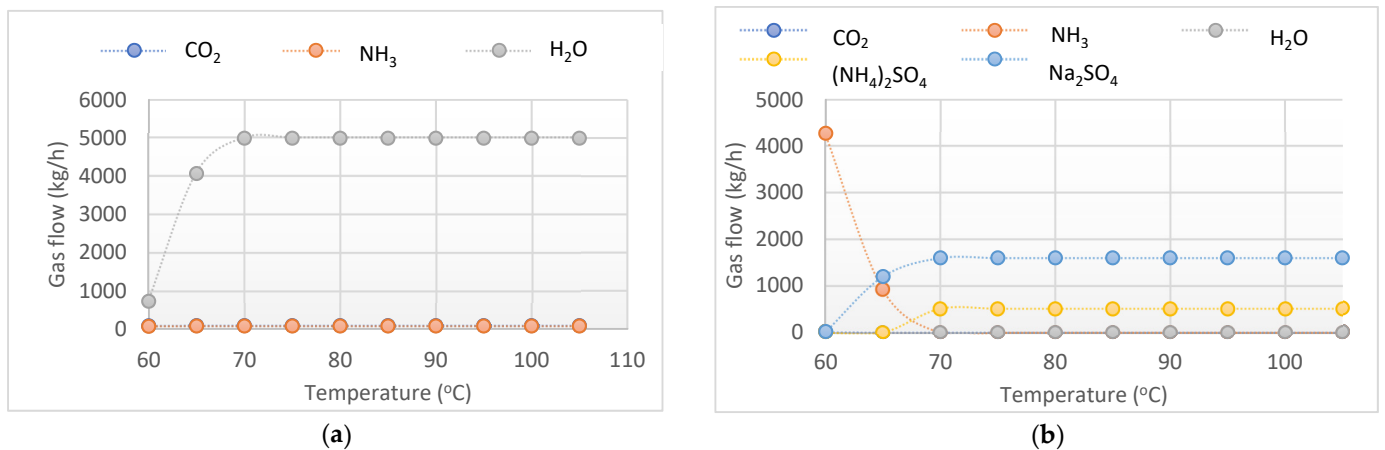 CO₂ NH₃ H₂O
6000
5000
4000
3000
2000
1000
0
Gas flow (kg/h)
60 70 80 90 100 110
Temperature (ᵒC)
(a)
CO₂ NH₃ H₂O
(NH₄)₂SO₄ Na₂SO₄
5000
4000
3000
2000
1000
0
Gas flow (kg/h)
60 70 80 90 100
Temperature (ᵒC)
(b)